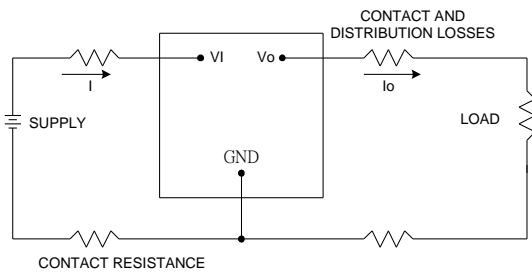 CONTACT AND
DISTRIBUTION LOSSES
VI
Vo
I
Io
SUPPLY
LOAD
GND
CONTACT RESISTANCE